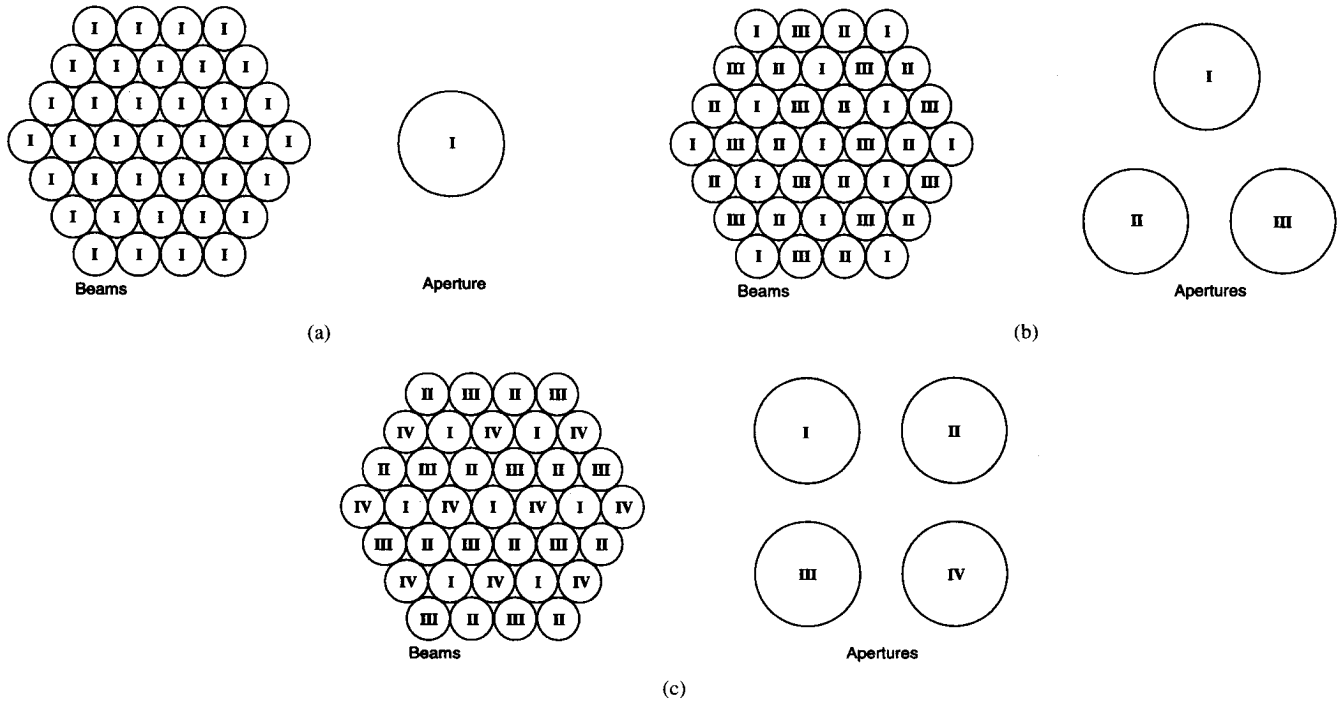 I I I I
I I I I I
I I I I I I
I I I I I I I
I I I I I I
I I I I I
I I I I
Beams
I
Aperture
(a)
I III II I
III II I III II
II I III II I III
I III II I III II I
II I III II I III
III II I III II
I III II I
Beams
I
II III
Apertures
(b)
II III II III
IV I IV I IV
II III II III II III
IV I IV I IV I IV
III II III II III II
IV I IV I IV
III II III II
Beams
I II
III IV
Apertures
(c)